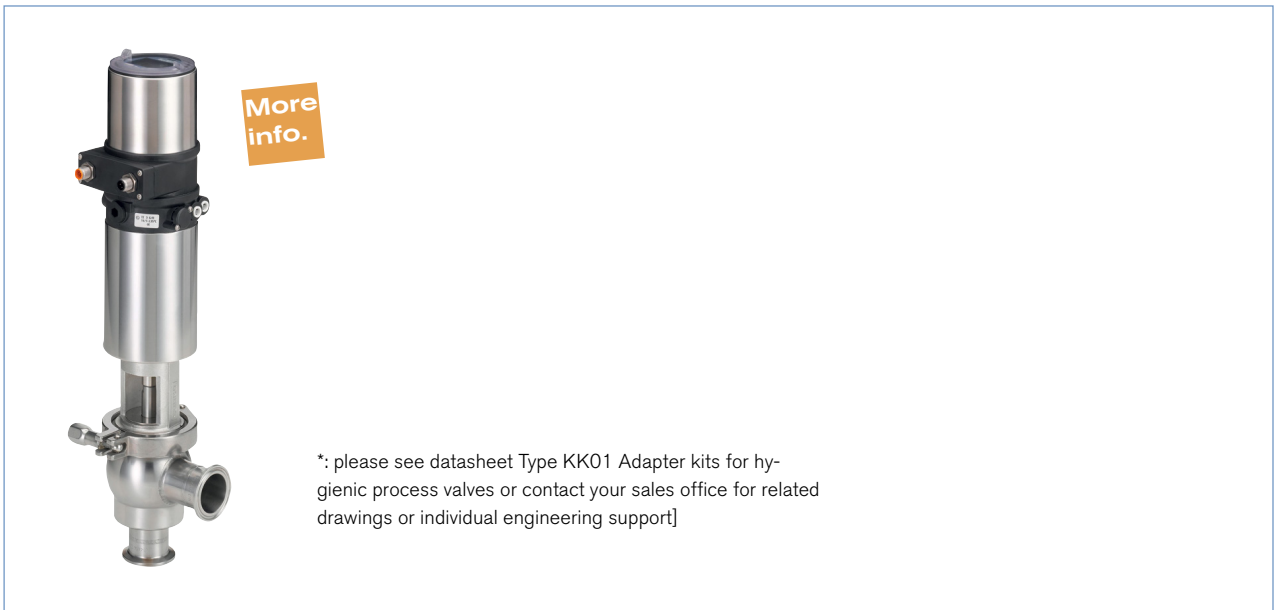 More
info.
*: please see datasheet Type KK01 Adapter kits for hy-
gienic process valves or contact your sales office for related
drawings or individual engineering support]